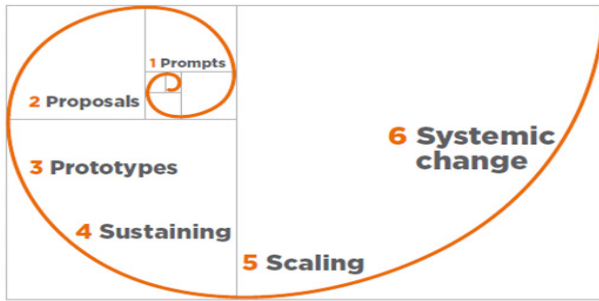 1 Prompts
2 Proposals
3 Prototypes
4 Sustaining
5 Scaling
6 Systemic
change